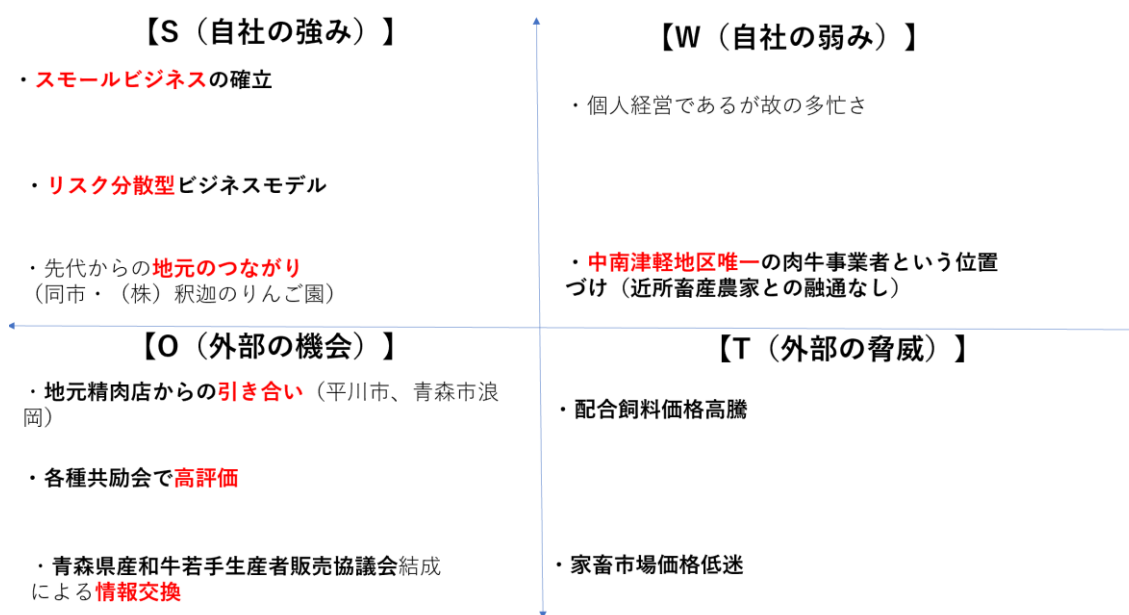 【S（自社の強み）】
・スモールビジネスの確立
・リスク分散型ビジネスモデル
・先代からの地元のつながり
（同市・（株）釈迦のりんご園）
【W（自社の弱み）】
・個人経営であるが故の多忙さ
・中南津軽地区唯一の肉牛事業者という位置
づけ（近所畜産農家との融通なし）
【O（外部の機会）】
・地元精肉店からの引き合い（平川市、青森市浪
岡）
・各種共励会で高評価
・青森県産和牛若手生産者販売協議会結成
による情報交換
【T（外部の脅威）】
・配合飼料価格高騰
・家畜市場価格低迷